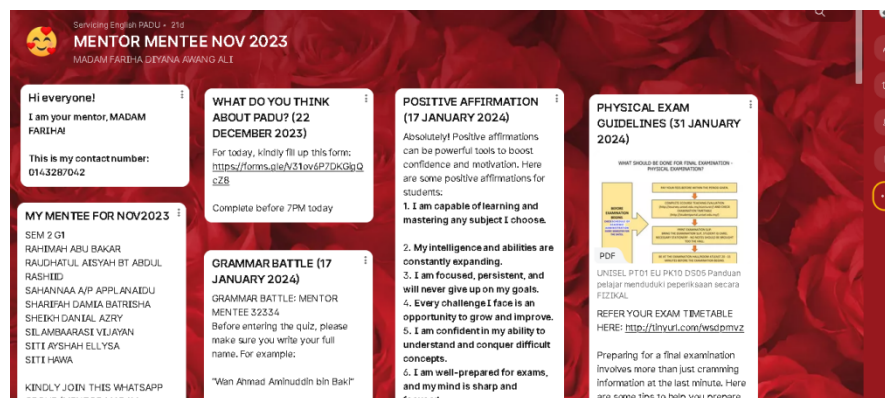 Servicing English PADU • 21d
MENTOR MENTEE NOV 2023
MADAM FARIHA DIYANA AWANG ALI
Hi everyone!
I am your mentor, MADAM
FARIHA!
This is my contact number:
0143287042
MY MENTEE FOR NOV2023
SEM 2 G1
RAHIMAH ABU BAKAR
RAUDHATUL AISYAH BT ABDUL
RASHIID
SAHANNAA A/P APPLANAIDU
SHARIFAH DAMIA BATRISHA
SHEIKH DANIAL AZRY
SILAMBAARASI VIJAYAN
SITI AYSHAH ELLYSA
SITI HAWA
KINDLY JOIN THIS WHATSAPP
WHAT DO YOU THINK
ABOUT PADU? (22
DECEMBER 2023)
For today, kindly fill up this form:
https://forms.gle/V31ov6P7DKGigQ
cZ8
Complete before 7PM today
GRAMMAR BATTLE (17
JANUARY 2024)
GRAMMAR BATTLE: MENTOR
MENTEE 32334
Before entering the quiz, please
make sure you write your full
name. For example:
"Wan Ahmad Aminuddin bin Baki"
POSITIVE AFFIRMATION
(17 JANUARY 2024)
Absolutely! Positive affirmations
can be powerful tools to boost
confidence and motivation. Here
are some positive affirmations for
students:
1. I am capable of learning and
mastering any subject I choose.
2. My intelligence and abilities are
constantly expanding.
3. I am focused, persistent, and
will never give up on my goals.
4. Every challenge I face is an
opportunity to grow and improve.
5. I am confident in my ability to
understand and conquer difficult
concepts.
6. I am well-prepared for exams,
and my mind is sharp and
PHYSICAL EXAM
GUIDELINES (31 JANUARY
2024)
WHAT SHOULD BE DONE FOR FINAL EXAMINATION -
PHYSICAL EXAMINATION?
BEFORE
EXAMINATION
BEGINS
PDF
UNISEL PT01 EU PK10 DS05 Panduan
pelajar menduduki peperiksaan secara
FIZIKAL
REFER YOUR EXAM TIMETABLE
HERE: http://tinyurl.com/wsdpmvz
Preparing for a final examination
involves more than just cramming
information at the last minute. Here
are some tips to help you prepare